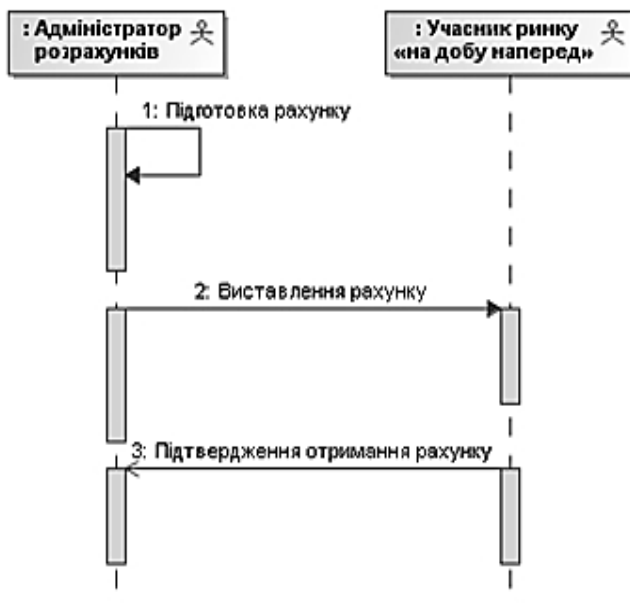 : Адміністратор
розрахунків
: Учасник ринку
«на добу наперед»
1: Підготовка рахунку
2: Виставлення рахунку
3: Підтвердження отримання рахунку